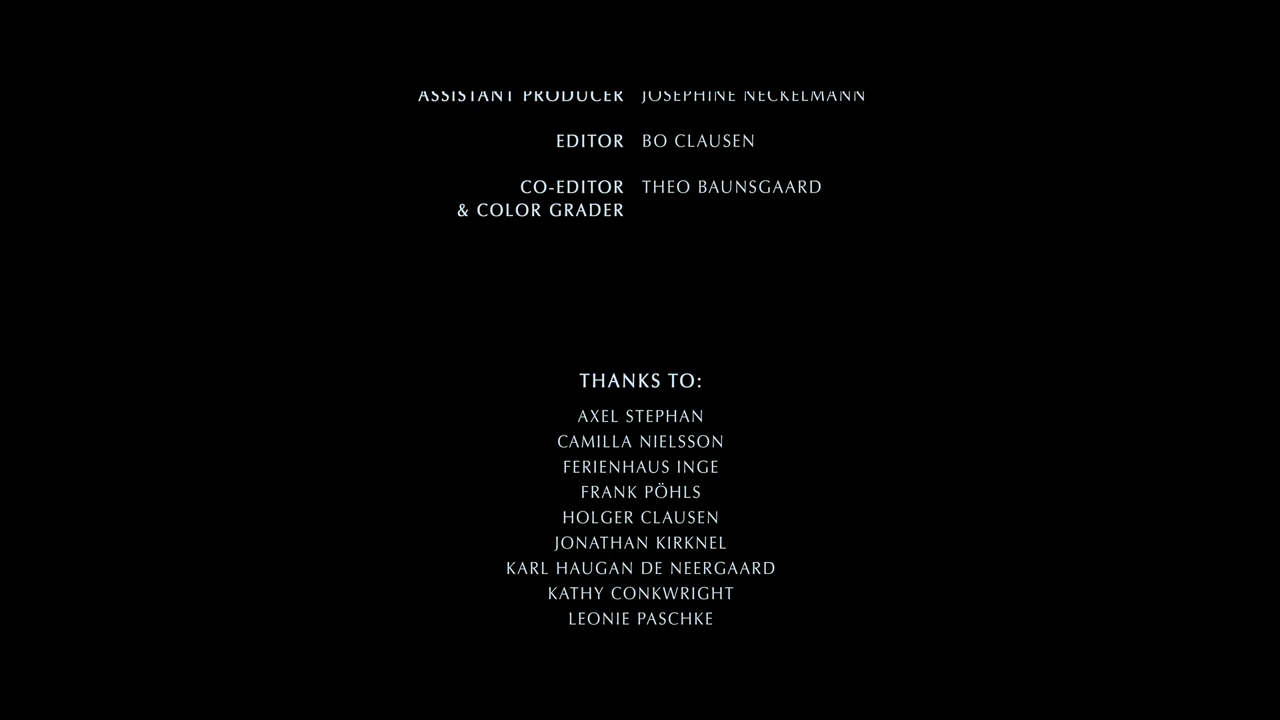 ASSISTANT PRODUCER JOSEPHINE NECKELMANN
EDITOR BO CLAUSEN
CO-EDITOR THEO BAUNSGAARD
& COLOR GRADER
THANKS TO:
AXEL STEPHAN
CAMILLA NIELSSON
FERIENHAUS INGE
FRANK PÖHLS
HOLGER CLAUSEN
JONATHAN KIRKNEL
KARL HAUGAN DE NEERGAARD
KATHY CONKWRIGHT
LEONIE PASCHKE